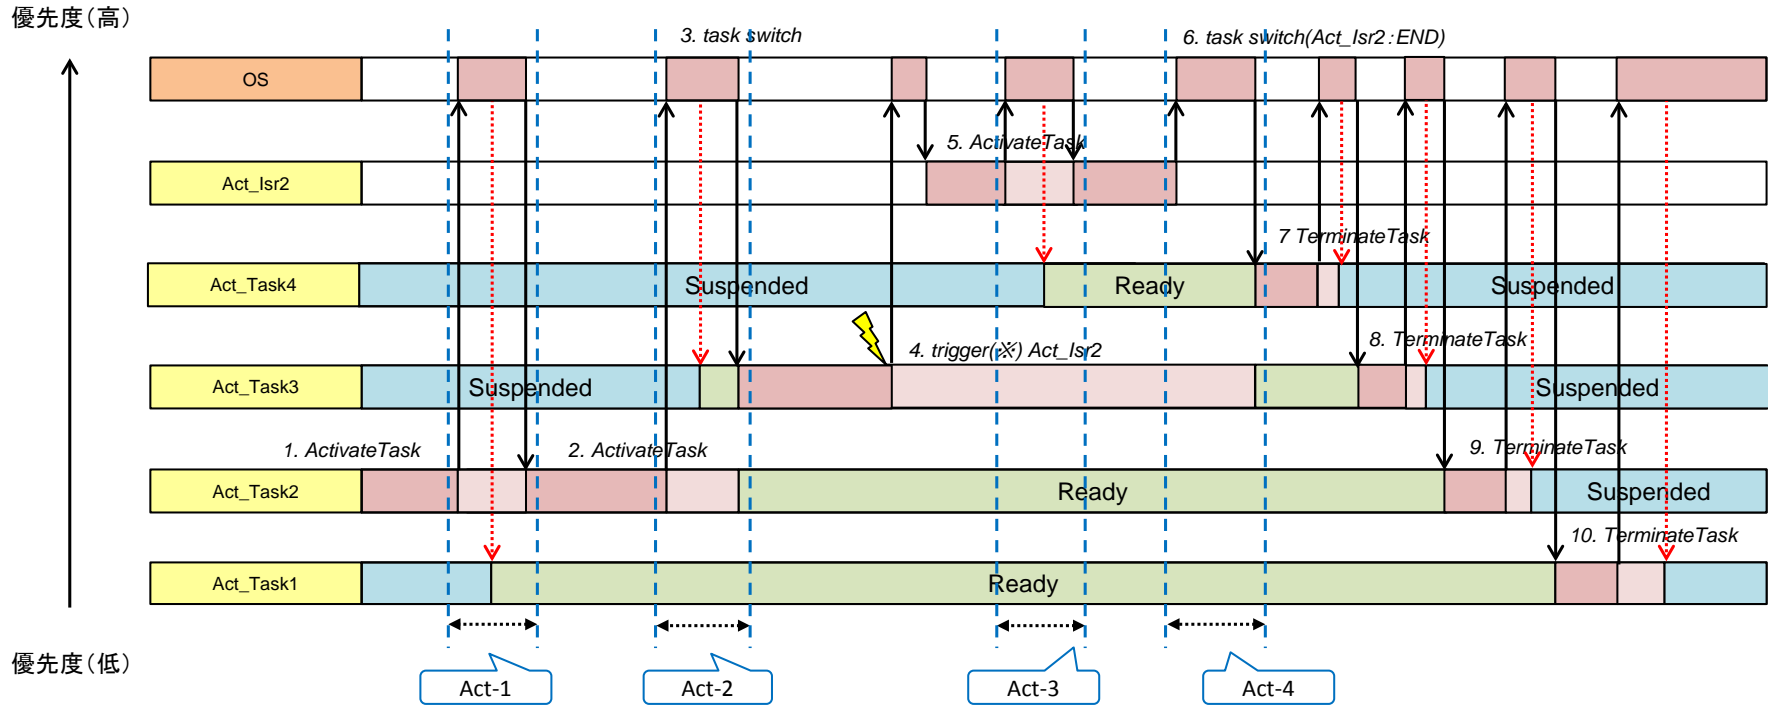 優先度(高)
3. task switch
6. task switch(Act_Isr2:END)
OS
5. ActivateTask
Act_Isr2
7 TerminateTask
Act_Task4
Suspended
Ready
Suspended
4. trigger(※) Act_Isr2
8. TerminateTask
Act_Task3
Suspended
Suspended
1. ActivateTask
2. ActivateTask
9. TerminateTask
Act_Task2
Ready
Suspended
10. TerminateTask
Act_Task1
Ready
優先度(低)
Act-1
Act-2
Act-3
Act-4